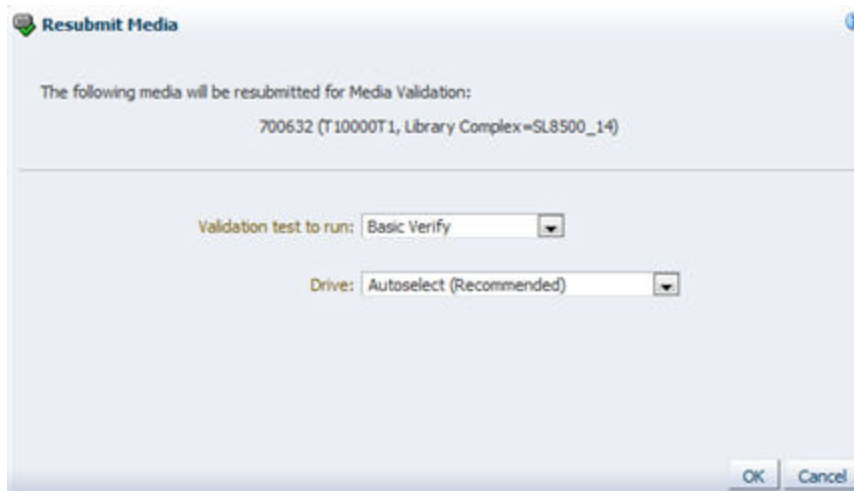 Resubmit Media
The following media will be resubmitted for Media Validation:
700632 (T10000T1, Library Complex=SL8500_14)
Validation test to run: Basic Verify
Drive: Autoselect (Recommended)
OK Cancel